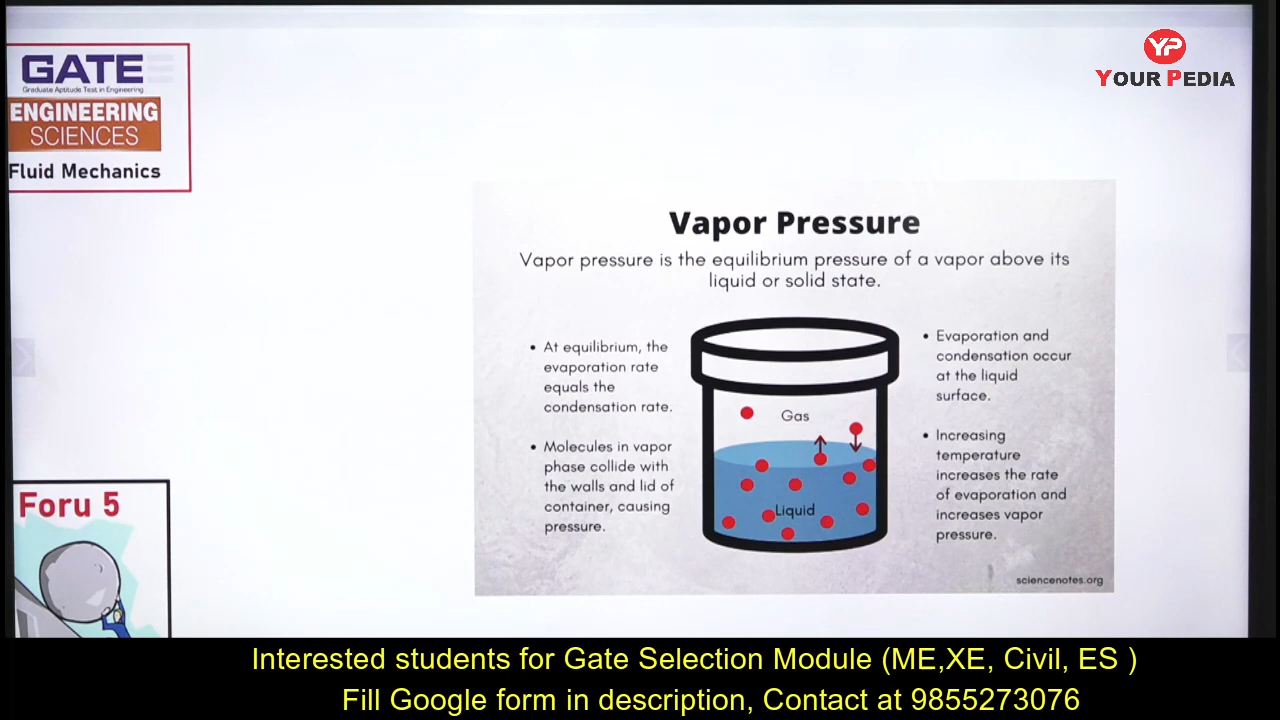 GATE
Graduate Aptitude Test in Engineering
ENGINEERING
SCIENCES
Fluid Mechanics
YP
YOUR PEDIA
Vapor Pressure
Vapor pressure is the equilibrium pressure of a vapor above its
liquid or solid state.
• At equilibrium, the
evaporation rate
equals the
condensation rate.
• Molecules in vapor
phase collide with
the walls and lid of
container, causing
pressure.
Gas
Liquid
• Evaporation and
condensation occur
at the liquid
surface.
• Increasing
temperature
increases the rate
of evaporation and
increases vapor
pressure.
sciencenotes.org
Foru 5
Interested students for Gate Selection Module (ME,XE, Civil, ES )
Fill Google form in description, Contact at 9855273076